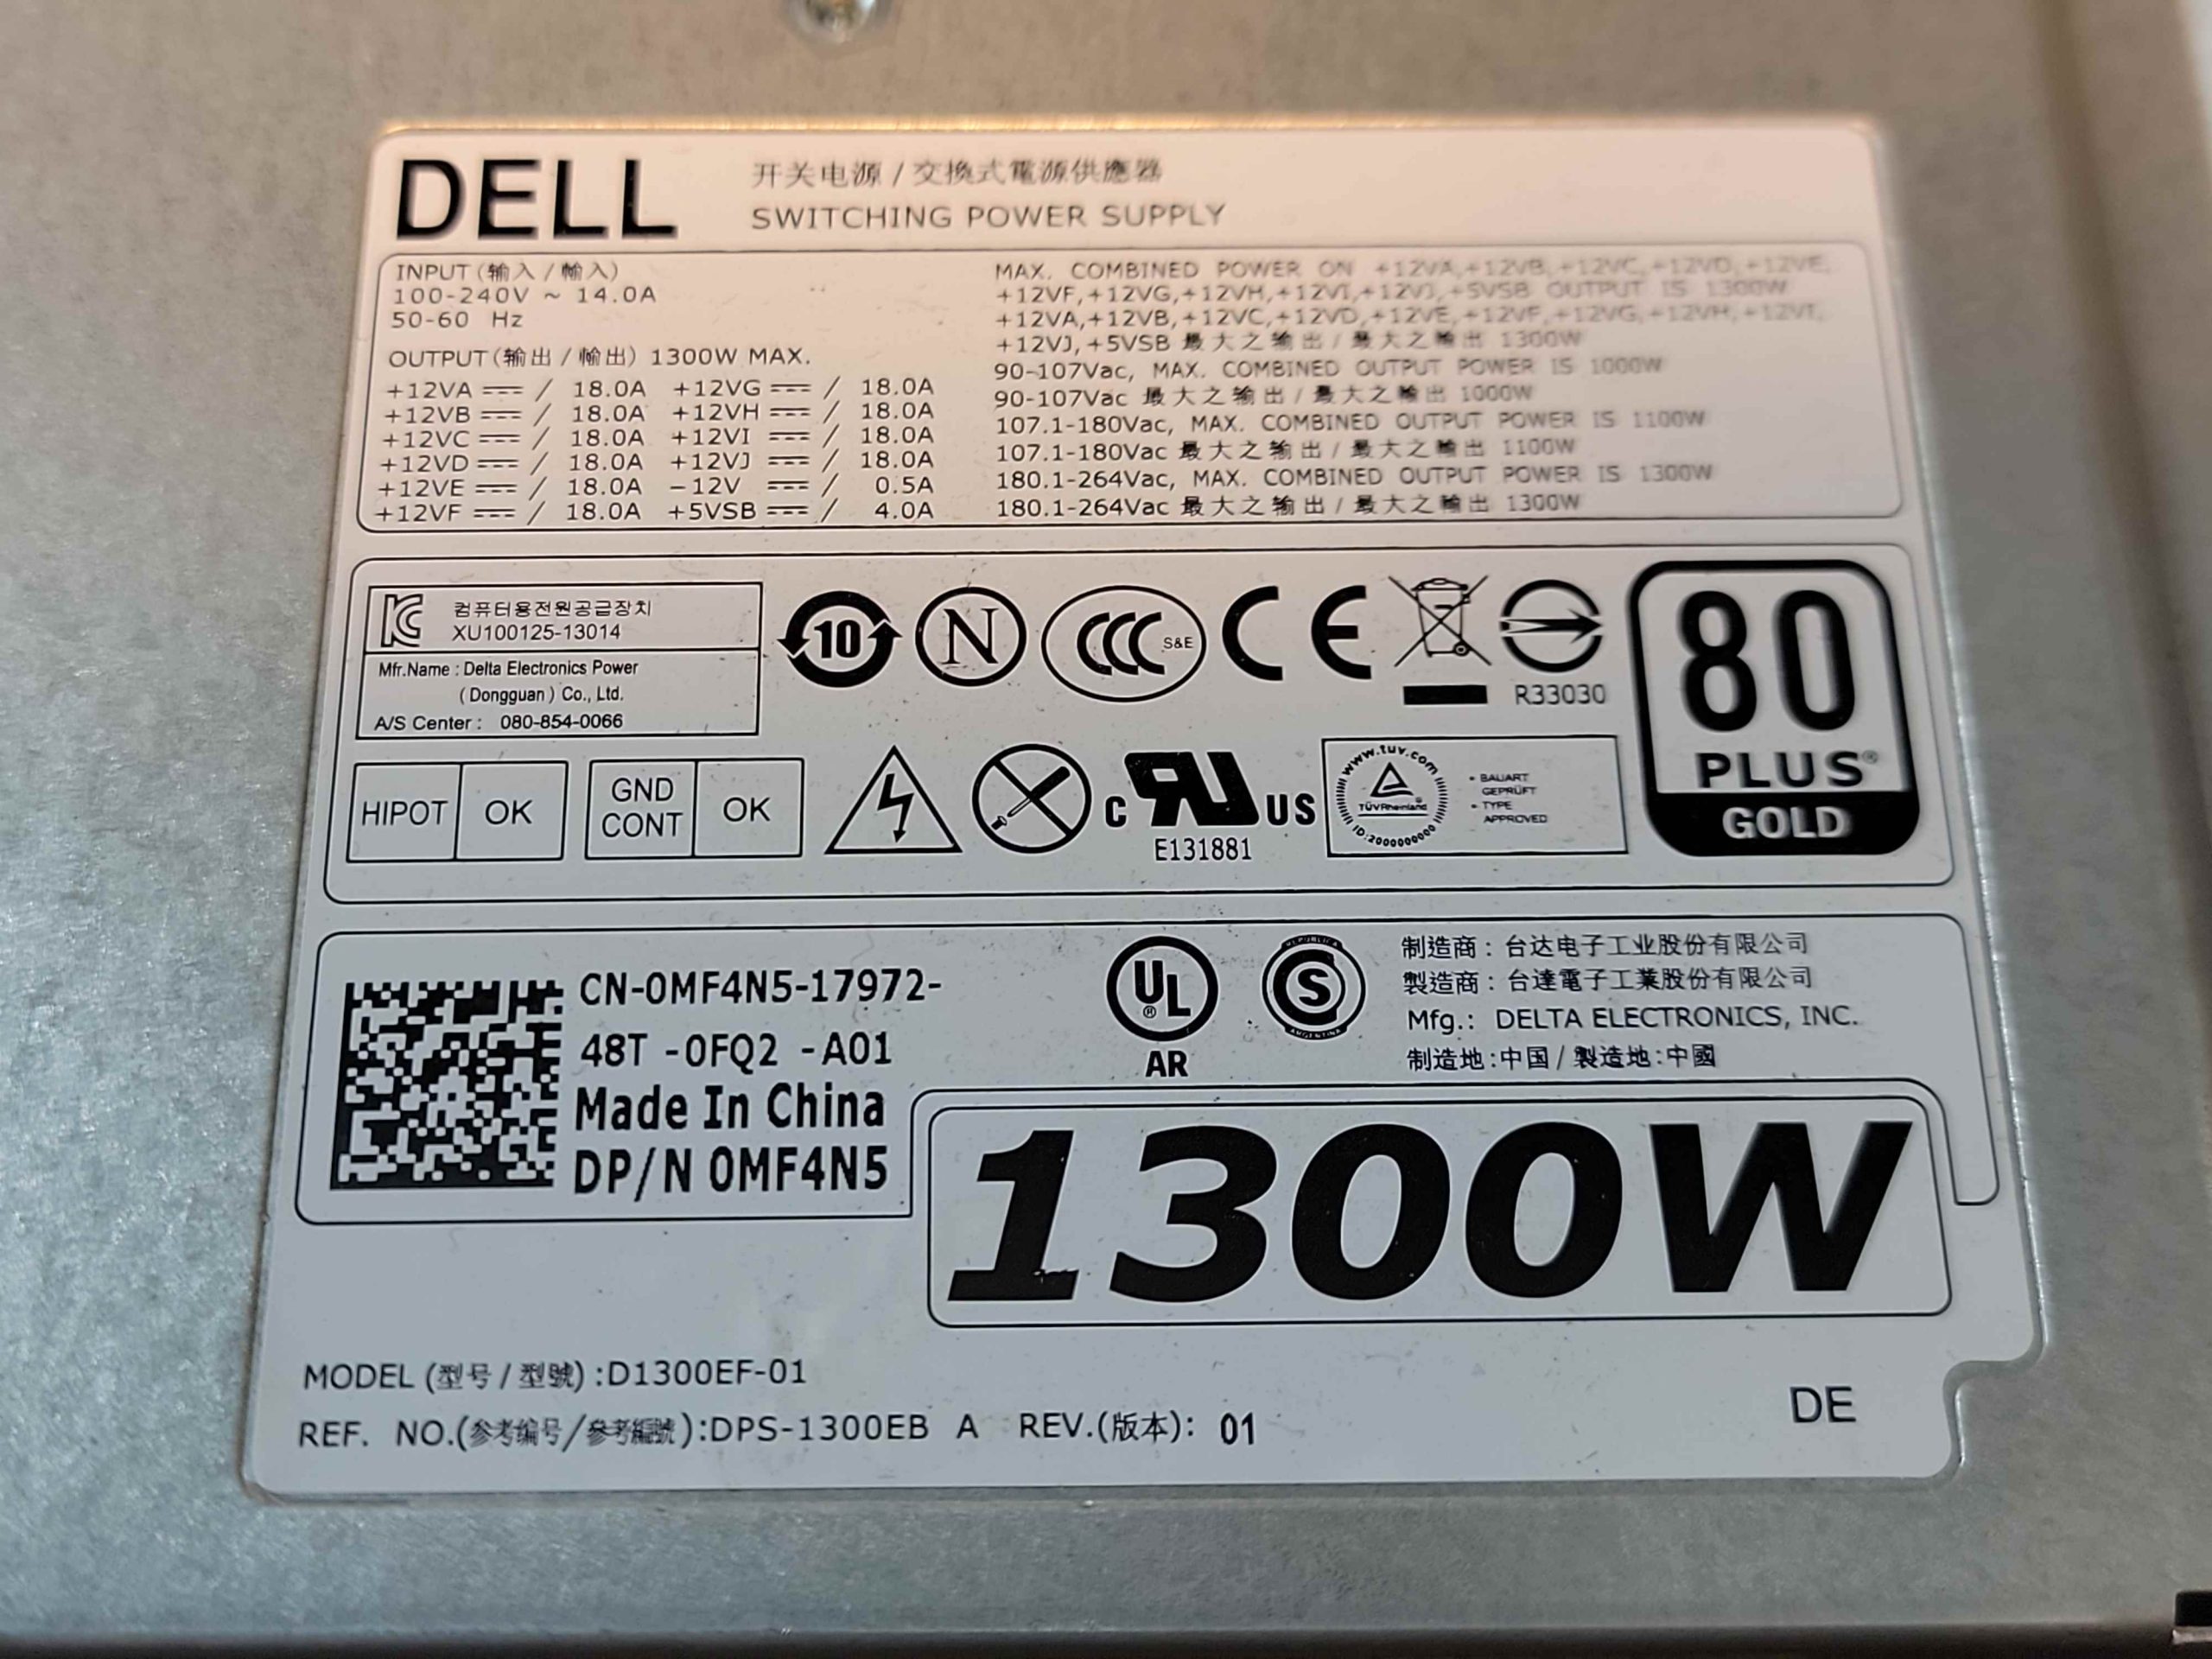 DELL
开关电源 / 交換式電源供應器
SWITCHING POWER SUPPLY
INPUT (输入 / 輸入)
100-240V ~ 14.0A
50-60 Hz
OUTPUT (输出 / 輸出) 1300W MAX.
+12VA ⎓ / 18.0A +12VG ⎓ / 18.0A
+12VB ⎓ / 18.0A +12VH ⎓ / 18.0A
+12VC ⎓ / 18.0A +12VI ⎓ / 18.0A
+12VD ⎓ / 18.0A +12VJ ⎓ / 18.0A
+12VE ⎓ / 18.0A -12V ⎓ / 0.5A
+12VF ⎓ / 18.0A +5VSB ⎓ / 4.0A
MAX. COMBINED POWER ON +12VA,+12VB,+12VC,+12VD,+12VE,
+12VF,+12VG,+12VH,+12VI,+12VJ,+5VSB OUTPUT IS 1300W
+12VA,+12VB,+12VC,+12VD,+12VE,+12VF,+12VG,+12VH,+12VI,
+12VJ,+5VSB 最大之输出 / 最大之輸出 1300W
90-107Vac, MAX. COMBINED OUTPUT POWER IS 1000W
90-107Vac 最大之输出 / 最大之輸出 1000W
107.1-180Vac, MAX. COMBINED OUTPUT POWER IS 1100W
107.1-180Vac 最大之输出 / 最大之輸出 1100W
180.1-264Vac, MAX. COMBINED OUTPUT POWER IS 1300W
180.1-264Vac 最大之输出 / 最大之輸出 1300W
컴퓨터용전원공급장치
XU100125-13014
Mfr.Name : Delta Electronics Power
( Dongguan ) Co., Ltd.
A/S Center : 080-854-0066
10
N
CCC S&E
CE
R33030
80
PLUS®
GOLD
HIPOT OK
GND CONT OK
c RU US
E131881
www.tuv.com
TÜVRheinland
ID:2000000000
• BAUART
GEPRÜFT
• TYPE
APPROVED
CN-0MF4N5-17972-
48T -0FQ2 -A01
Made In China
DP/N 0MF4N5
UL ®
AR
REPUBLICA
S
ARGENTINA
制造商 : 台达电子工业股份有限公司
製造商 : 台達電子工業股份有限公司
Mfg.: DELTA ELECTRONICS, INC.
制造地:中国 / 製造地:中國
1300W
MODEL (型号 / 型號) :D1300EF-01
REF. NO.(参考编号/參考編號):DPS-1300EB A REV.(版本): 01
DE